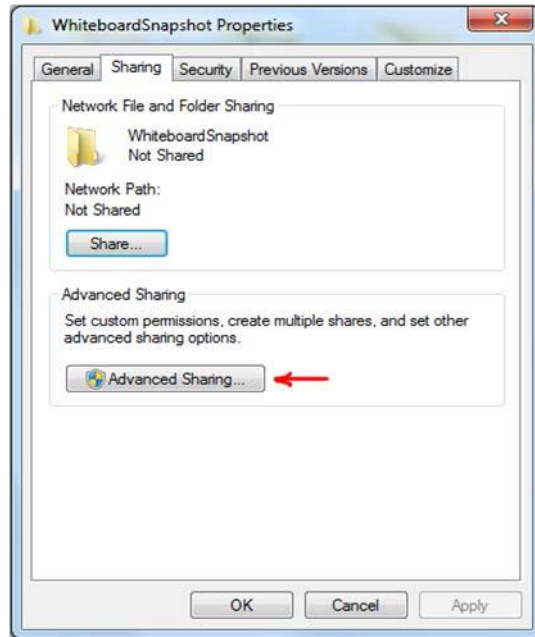 WhiteboardSnapshot Properties
General Sharing Security Previous Versions Customize
Network File and Folder Sharing
WhiteboardSnapshot
Not Shared
Network Path:
Not Shared
Share...
Advanced Sharing
Set custom permissions, create multiple shares, and set other
advanced sharing options.
Advanced Sharing...
OK Cancel Apply